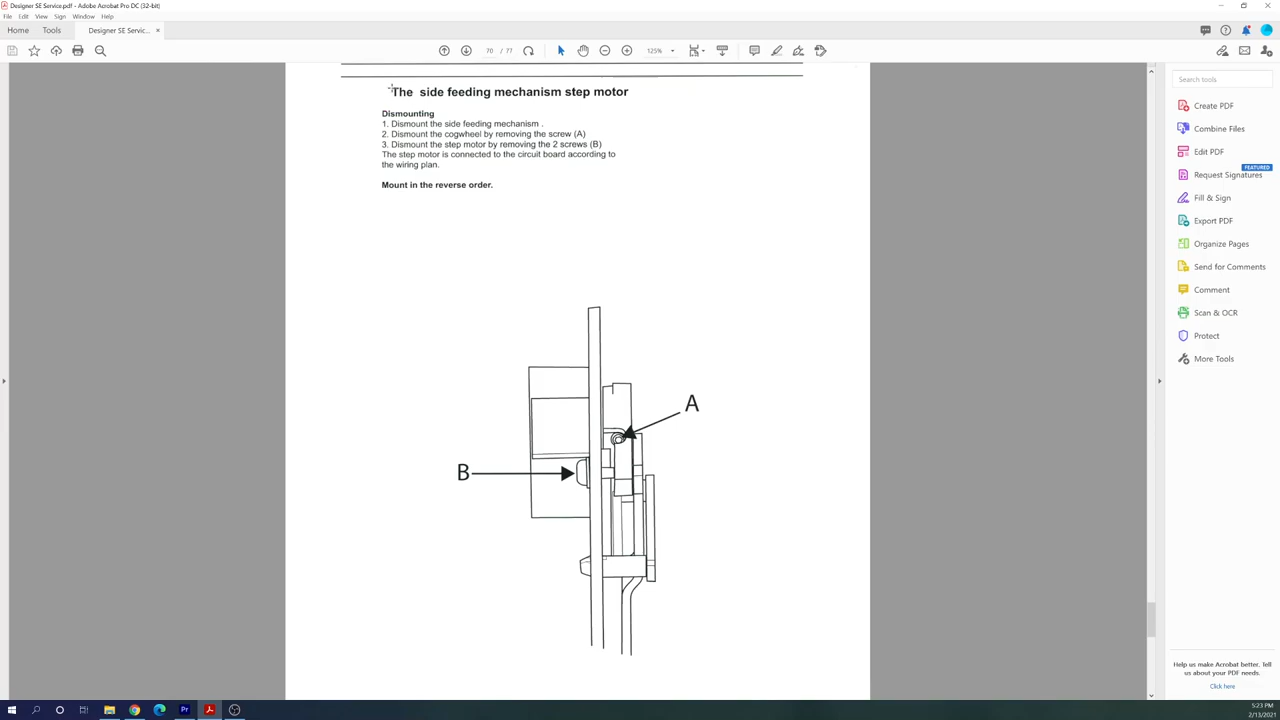 Designer SE Service.pdf - Adobe Acrobat Pro DC (32-bit)
File Edit View Sign Window Help
Home Tools Designer SE Servic... ×
70 / 77 125%
The side feeding mechanism step motor
Dismounting
1. Dismount the side feeding mechanism .
2. Dismount the cogwheel by removing the screw (A)
3. Dismount the step motor by removing the 2 screws (B)
The step motor is connected to the circuit board according to
the wiring plan.
Mount in the reverse order.
A
B
Search tools
Create PDF
Combine Files
Edit PDF
FEATURED
Request Signatures
Fill & Sign
Export PDF
Organize Pages
Send for Comments
Comment
Scan & OCR
Protect
More Tools
Help us make Acrobat better. Tell
us about your PDF needs.
Click here
Pr
5:23 PM
2/13/2021